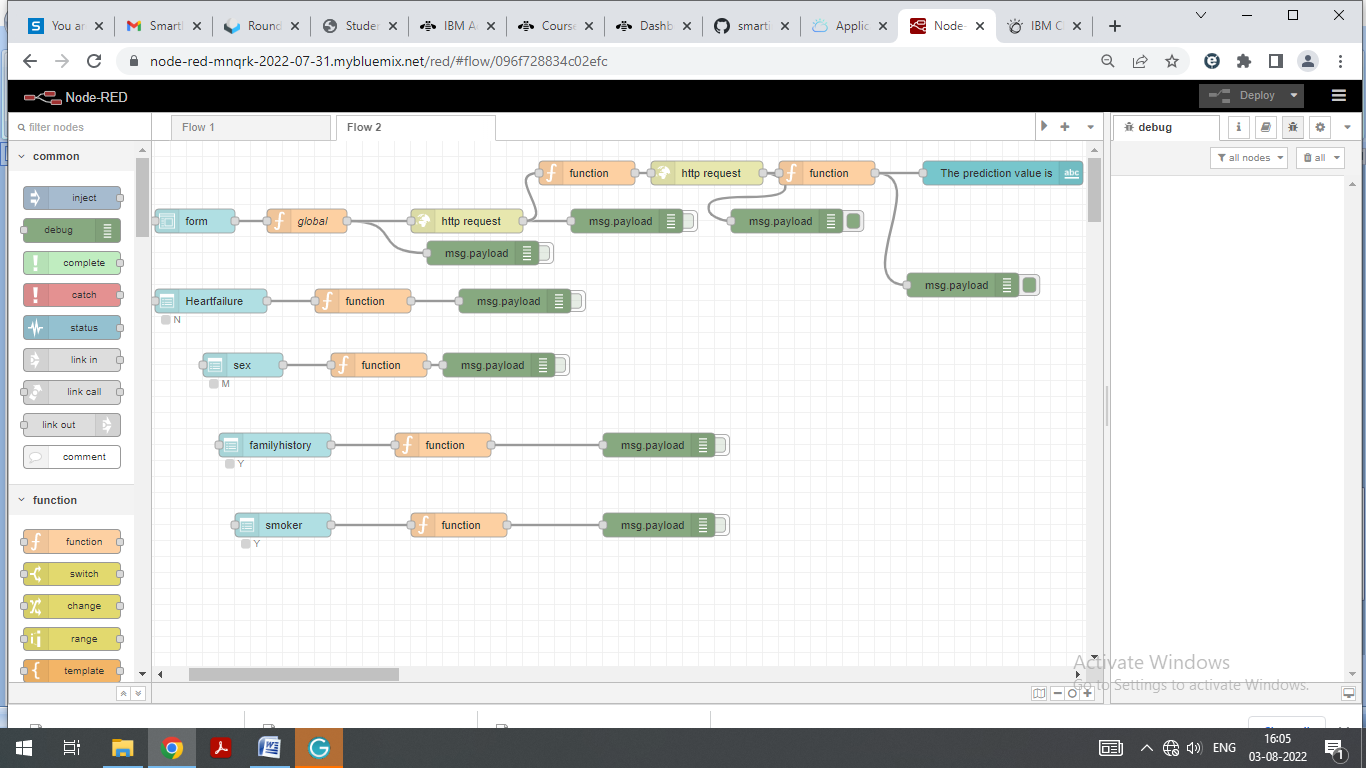 You ar
Smart
Round
Studer
IBM A
Course
Dashb
smarti
Applic
Node-
IBM C
node-red-mnqrk-2022-07-31.mybluemix.net/red/#flow/096f728834c02efc
Node-RED
Deploy
filter nodes
Flow 1
Flow 2
debug
all nodes
all
common
inject
debug
complete
catch
status
link in
link call
link out
comment
function
function
switch
change
range
template
function
http request
function
The prediction value is
abc
form
global
http request
msg.payload
msg.payload
msg.payload
msg.payload
Heartfailure
function
msg.payload
N
sex
function
msg.payload
M
familyhistory
function
msg.payload
Y
smoker
function
msg.payload
Y
Activate Windows
Go to Settings to activate Windows.
ENG
16:05
03-08-2022
1